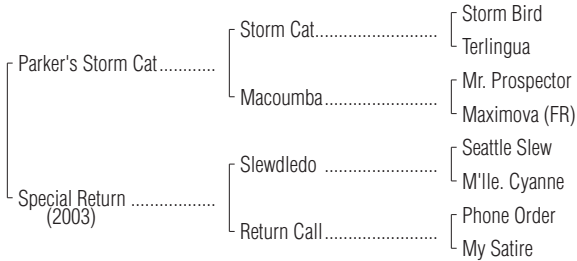 Storm Bird
Storm Cat........................
Terlingua
Parker's Storm Cat............
Mr. Prospector
Macoumba ......................
Maximova (FR)
Seattle Slew
Slewdledo ......................
M'lle. Cyanne
Special Return .................
(2003)
Phone Order
Return Call......................
My Satire